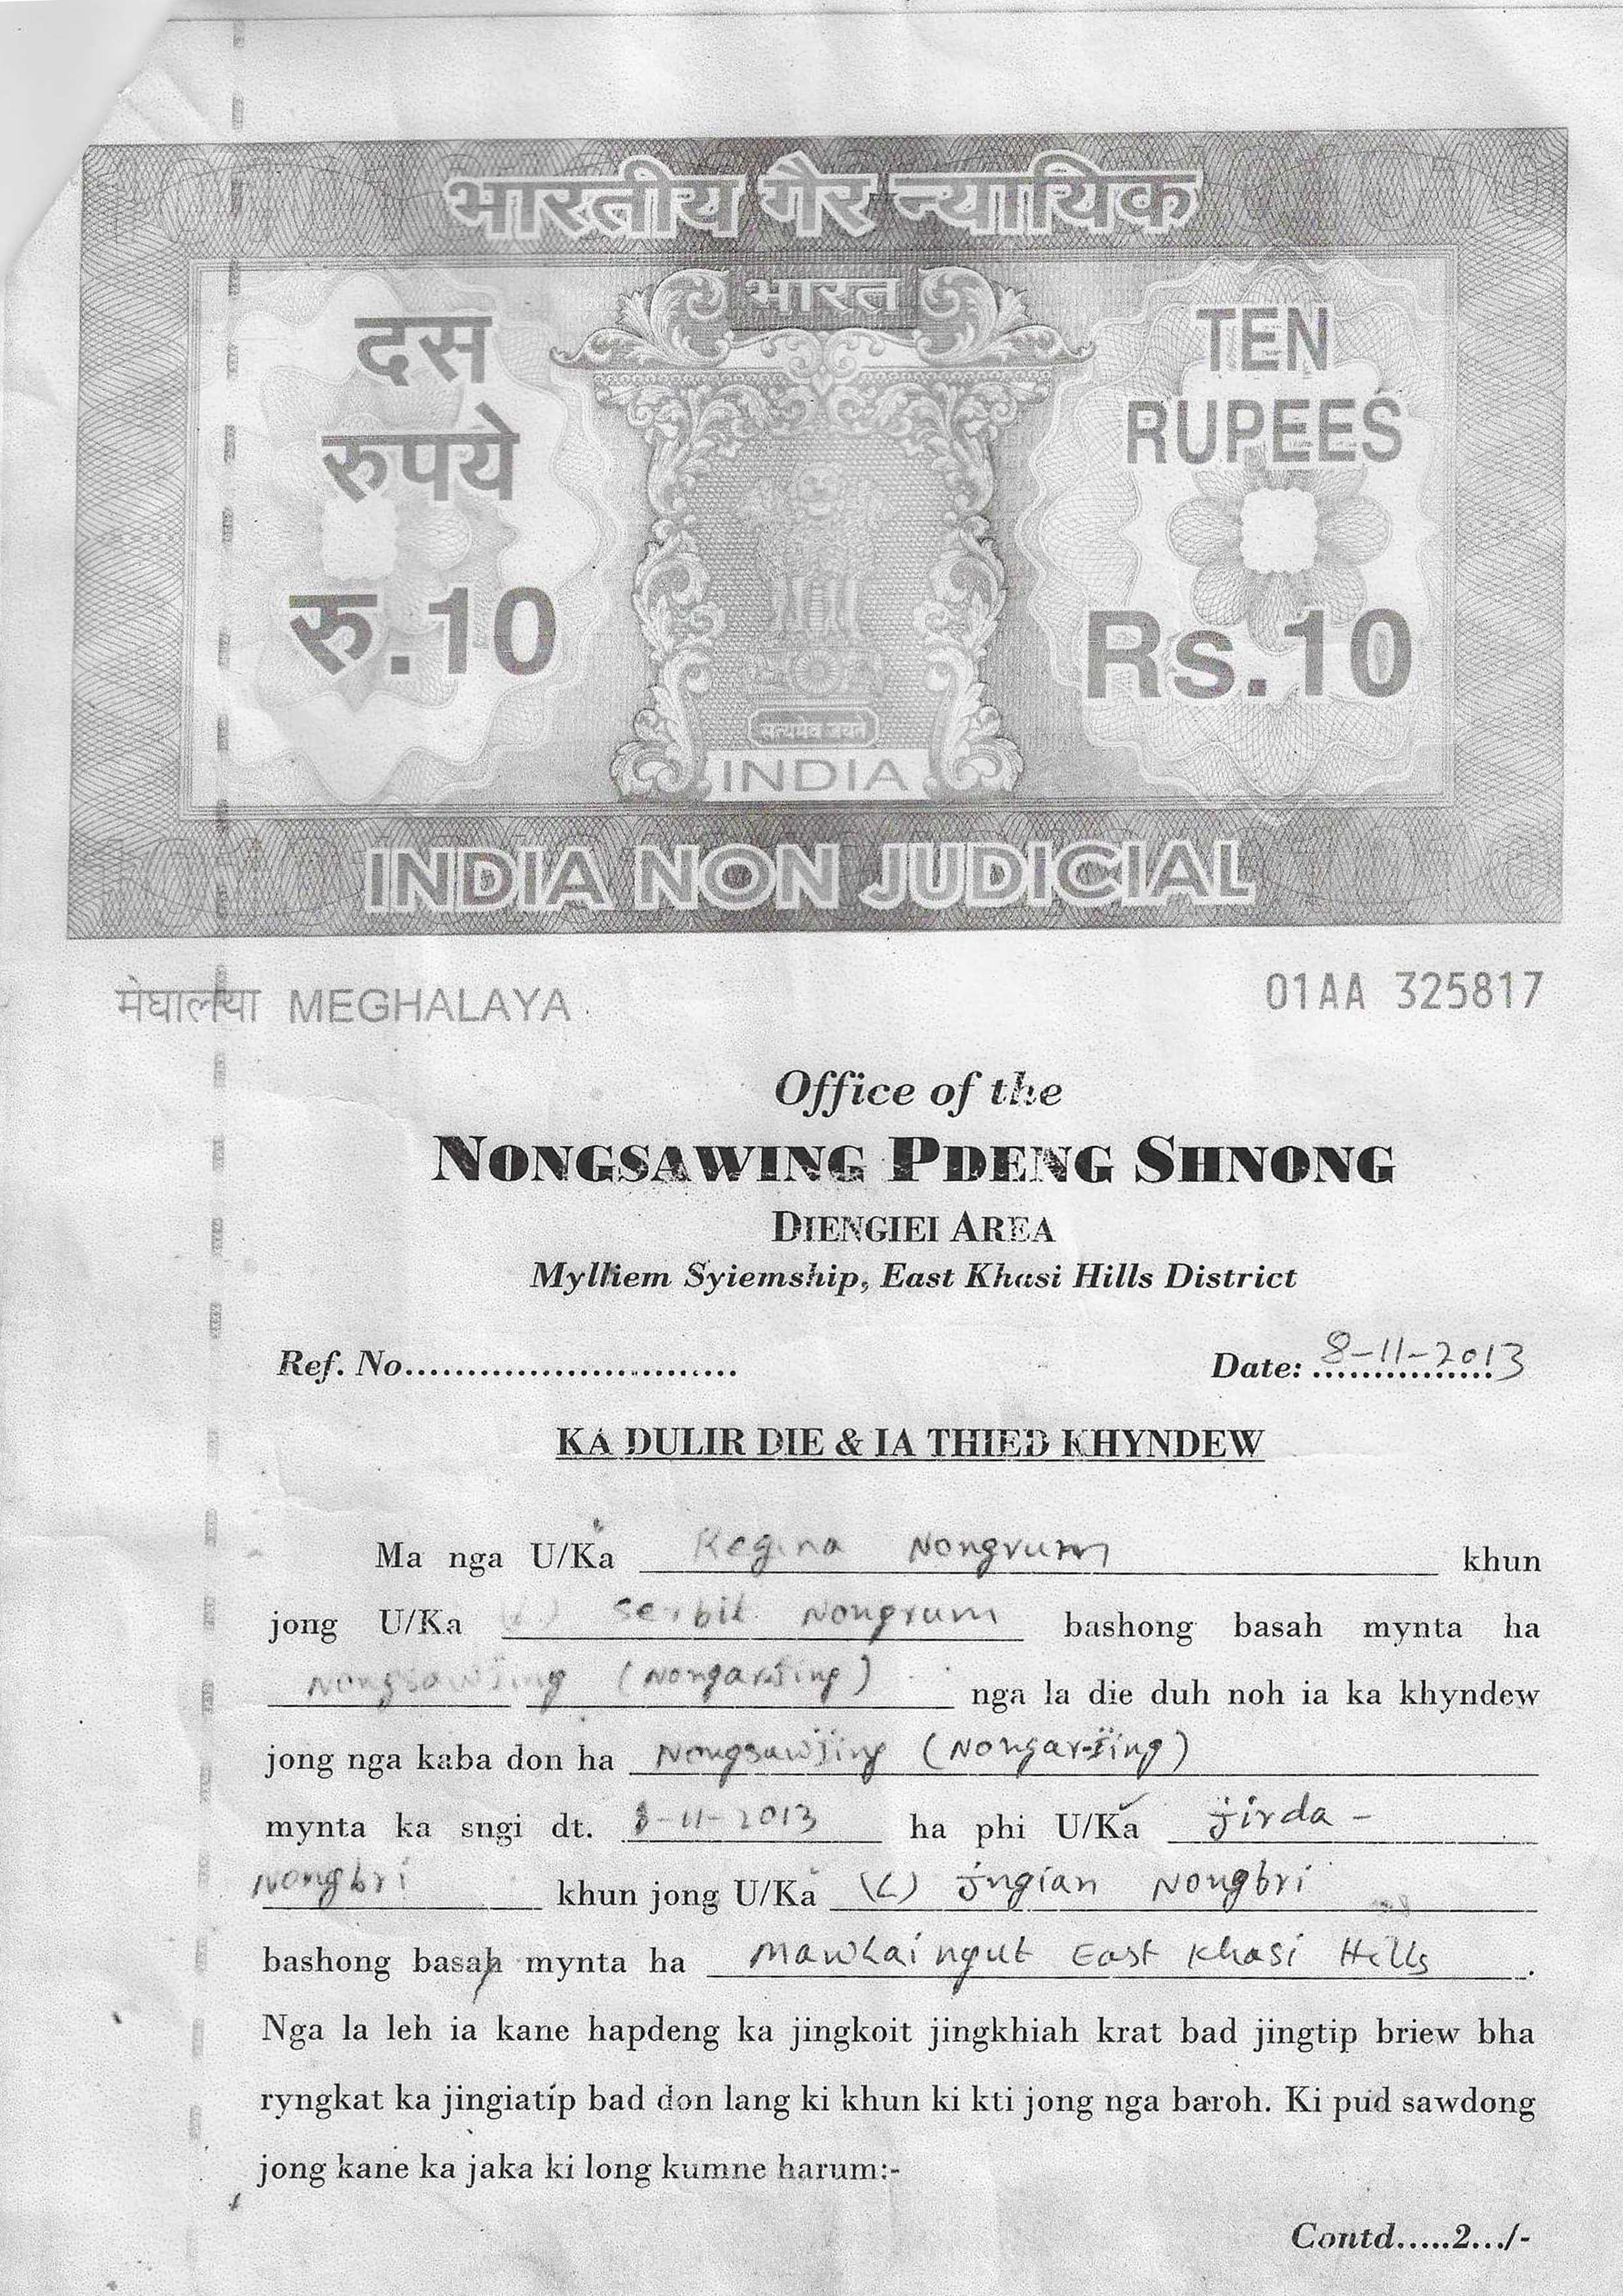 भारतीय गैर न्यायिक
भारत
दस
रुपये
रु.10
TEN
RUPEES
Rs.10
सत्यमेव जयते
INDIA
INDIA NON JUDICIAL
मेघालया MEGHALAYA
01AA 325817
Office of the
NONGSAWING PDENG SHNONG
DIENGIEI AREA
Mylliem Syiemship, East Khasi Hills District
Ref. No................................ Date: 8-11-2013
KA DULIR DIE & IA THIED KHYNDEW
Ma nga U/Ka Regina Nongrum khun
jong U/Ka (L) Serbil Nongrum bashong basah mynta ha
Nongsawjing (Nongarjing) nga la die duh noh ia ka khyndew
jong nga kaba don ha Nongsawjing (Nongarjing)
mynta ka sngi dt. 8-11-2013 ha phi U/Ka Jirda -
Nongbri khun jong U/Ka (L) Jngian Nongbri
bashong basah mynta ha Mawkaingut East Khasi Hills.
Nga la leh ia kane hapdeng ka jingkoit jingkhiah krat bad jingtip briew bha
ryngkat ka jingiatip bad don lang ki khun ki kti jong nga baroh. Ki pud sawdong
jong kane ka jaka ki long kumne harum:-
Contd.....2.../-